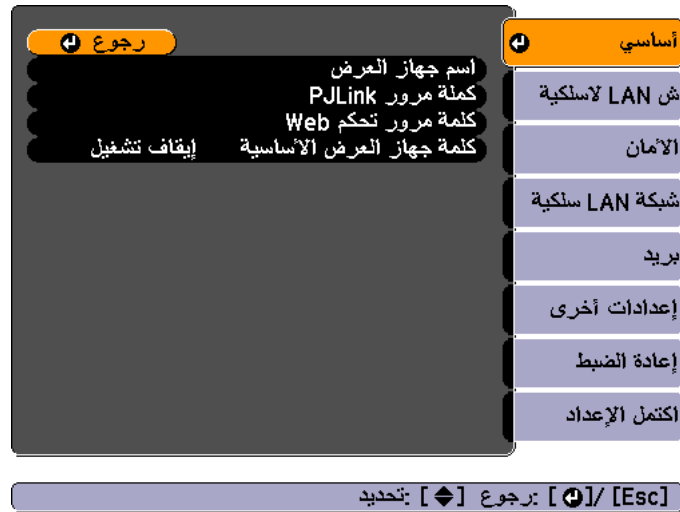 أساسي
ش LAN لاسلكية
الأمان
شبكة LAN سلكية
بريد
إعدادات أخرى
إعادة الضبط
اكتمل الإعداد
رجوع
اسم جهاز العرض
كملة مرور PJLink
كلمة مرور تحكم Web
كلمة جهاز العرض الأساسية إيقاف تشغيل
[Esc] /[ ] :رجوع [ ] :تحديد